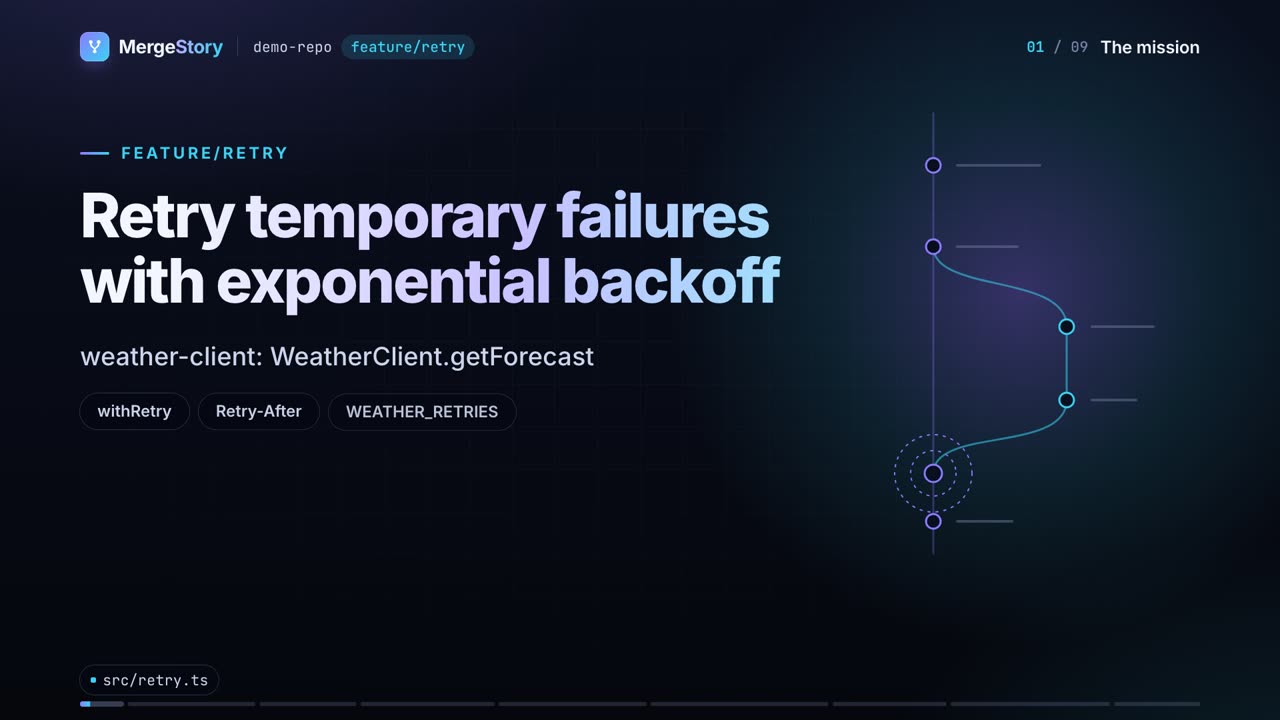 MergeStory demo-repo feature/retry
01 / 09 The mission
FEATURE/RETRY
Retry temporary failures
with exponential backoff
weather-client: WeatherClient.getForecast
withRetry Retry-After WEATHER_RETRIES
src/retry.ts